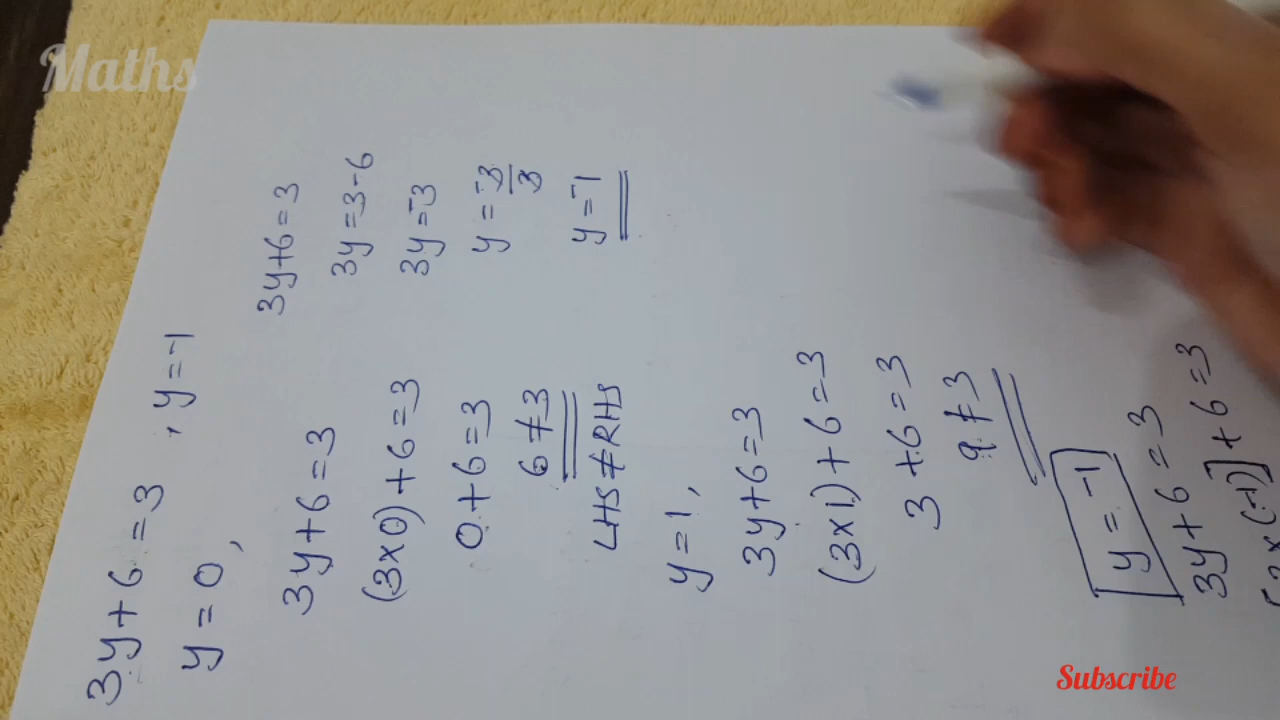 Maths
3y+6=3 , y=-1
y=0,
3y+6=3
(3×0)+6=3
0+6=3
6≠3
LHS≠RHS
y=1,
3y+6=3
(3×1)+6=3
3+6=3
9≠3
y=-1
3y+6=3
[3×(-1)]+6=3
3y+6=3
3y=3-6
3y=-3
y=-3/3
y=-1
Subscribe